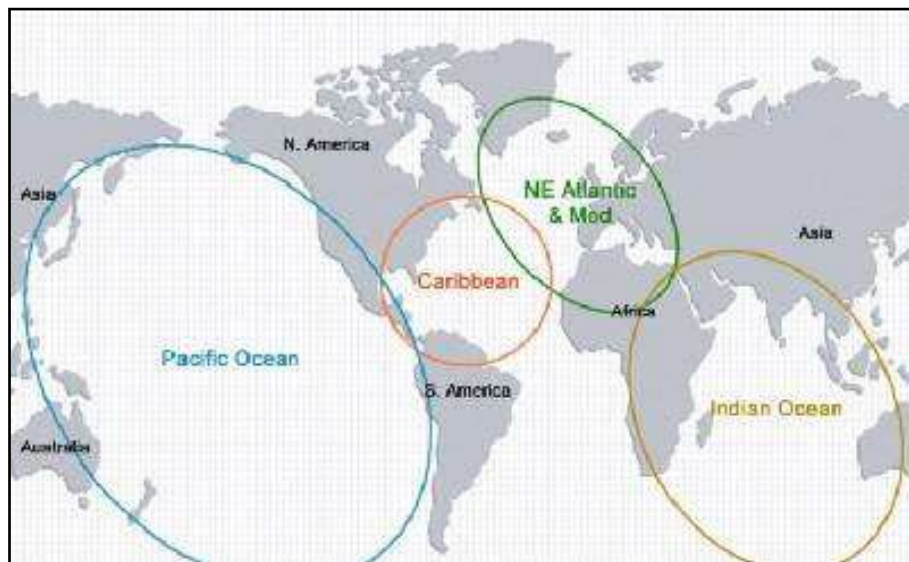 N. America
Asia
NE Atlantic
& Med
Asia
Caribbean
Africa
Pacific Ocean
S. America
Indian Ocean
Australia